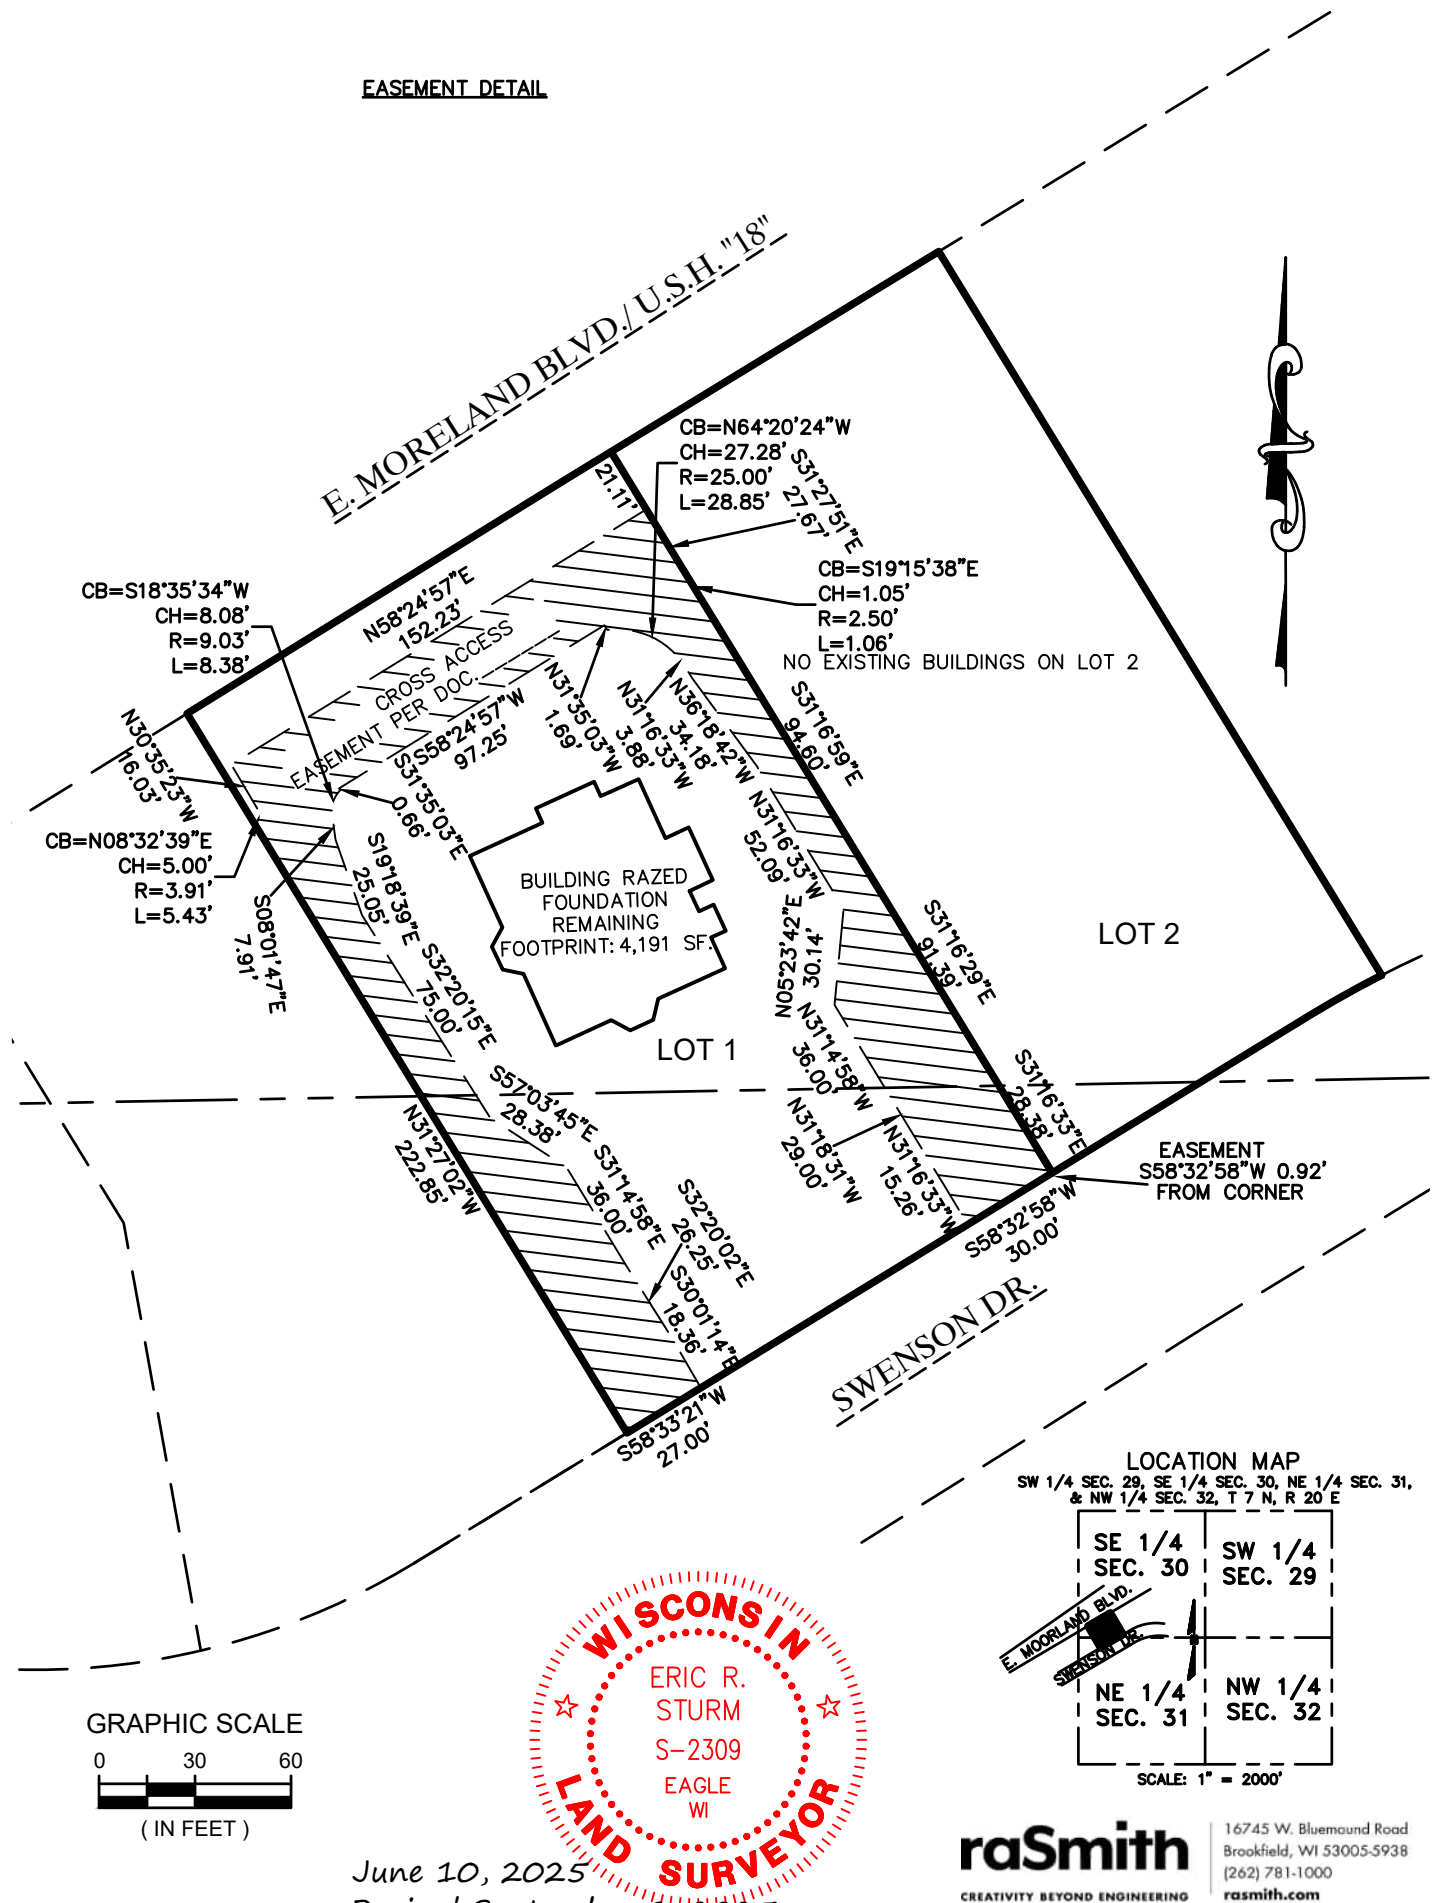 EASEMENT DETAIL
E. MORELAND BLVD./ U.S.H. "18"
CB=N64°20'24"W
CH=27.28'
R=25.00'
L=28.85'
21.11'
S31°27'51"E
27.67'
CB=S19°15'38"E
CH=1.05'
R=2.50'
L=1.06'
NO EXISTING BUILDINGS ON LOT 2
CB=S18°35'34"W
CH=8.08'
R=9.03'
L=8.38'
N58°24'57"E
152.23'
CROSS ACCESS
EASEMENT PER DOC.
S58°24'57"W
97.25'
N31°35'03"W
1.69'
N31°16'33"W
3.88'
N36°18'42"W
34.18'
S31°16'59"E
94.60'
N30°35'23"W
16.03'
CB=N08°32'39"E
CH=5.00'
R=3.91'
L=5.43'
S31°35'03"E
0.66'
S08°01'47"E
7.91'
S19°18'39"E
25.05'
N31°16'33"W
52.09'
BUILDING RAZED
FOUNDATION
REMAINING
FOOTPRINT: 4,191 SF.
S32°20'15"E
75.00'
N05°23'42"E
30.14'
S31°16'29"E
91.39'
LOT 2
LOT 1
N31°14'58"W
36.00'
S57°03'45"E
28.38'
N31°27'02"W
222.85'
S31°14'58"E
36.00'
N31°18'31"W
29.00'
N31°16'33"W
15.26'
S31°16'33"E
28.38'
EASEMENT
S58°32'58"W 0.92'
FROM CORNER
S32°20'02"E
26.25'
S58°32'58"W
30.00'
S30°01'14"E
18.36'
SWENSON DR.
S58°33'21"W
27.00'
LOCATION MAP
SW 1/4 SEC. 29, SE 1/4 SEC. 30, NE 1/4 SEC. 31,
& NW 1/4 SEC. 32, T 7 N, R 20 E
SE 1/4
SEC. 30
SW 1/4
SEC. 29
E. MOORLAND BLVD.
SWENSON DR.
NE 1/4
SEC. 31
NW 1/4
SEC. 32
SCALE: 1" = 2000'
WISCONSIN
ERIC R.
STURM
S-2309
EAGLE
WI
LAND SURVEYOR
GRAPHIC SCALE
0 30 60
( IN FEET )
June 10, 2025
raSmith
CREATIVITY BEYOND ENGINEERING
16745 W. Bluemound Road
Brookfield, WI 53005-5938
(262) 781-1000
rasmith.com